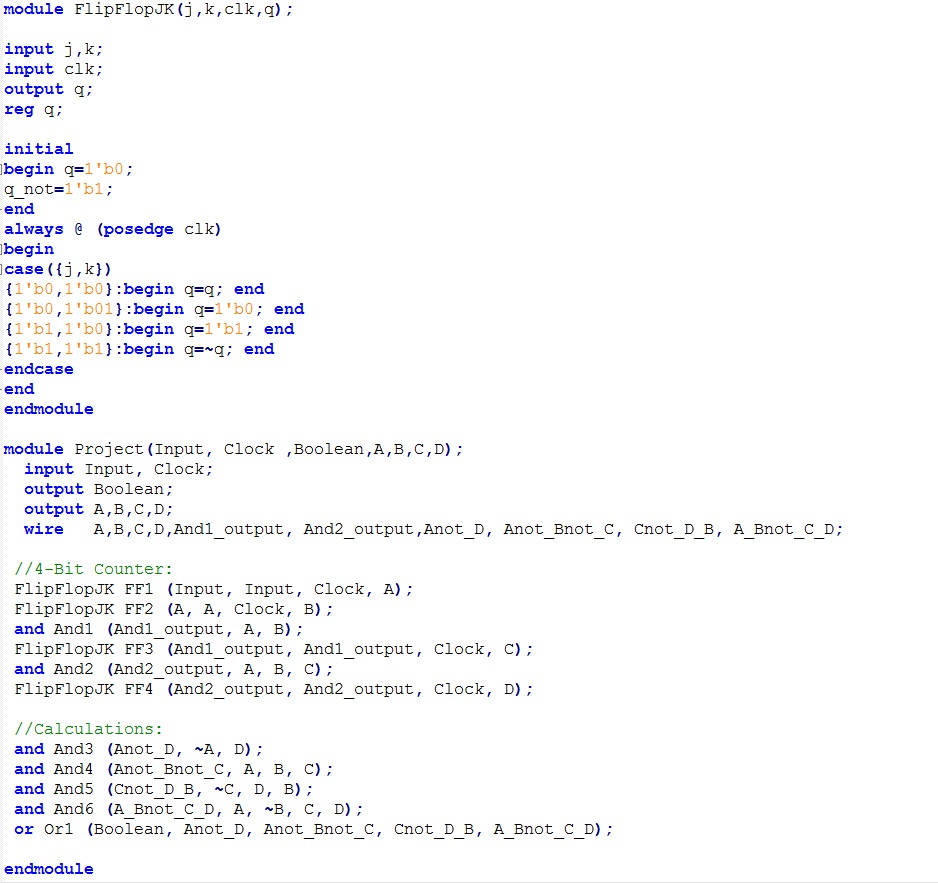 module FlipFlopJK(j,k,clk,q);
input j,k;
input clk;
output q;
reg q;
initial
begin q=1'b0;
q_not=1'b1;
end
always @ (posedge clk)
begin
case({j,k})
{1'b0,1'b0}:begin q=q; end
{1'b0,1'b01}:begin q=1'b0; end
{1'b1,1'b0}:begin q=1'b1; end
{1'b1,1'b1}:begin q=~q; end
endcase
end
endmodule
module Project(Input, Clock ,Boolean,A,B,C,D);
input Input, Clock;
output Boolean;
output A,B,C,D;
wire   A,B,C,D,And1_output, And2_output,Anot_D, Anot_Bnot_C, Cnot_D_B, A_Bnot_C_D;
//4-Bit Counter:
FlipFlopJK FF1 (Input, Input, Clock, A);
FlipFlopJK FF2 (A, A, Clock, B);
and And1 (And1_output, A, B);
FlipFlopJK FF3 (And1_output, And1_output, Clock, C);
and And2 (And2_output, A, B, C);
FlipFlopJK FF4 (And2_output, And2_output, Clock, D);
//Calculations:
and And3 (Anot_D, ~A, D);
and And4 (Anot_Bnot_C, A, B, C);
and And5 (Cnot_D_B, ~C, D, B);
and And6 (A_Bnot_C_D, A, ~B, C, D);
or Or1 (Boolean, Anot_D, Anot_Bnot_C, Cnot_D_B, A_Bnot_C_D);
endmodule